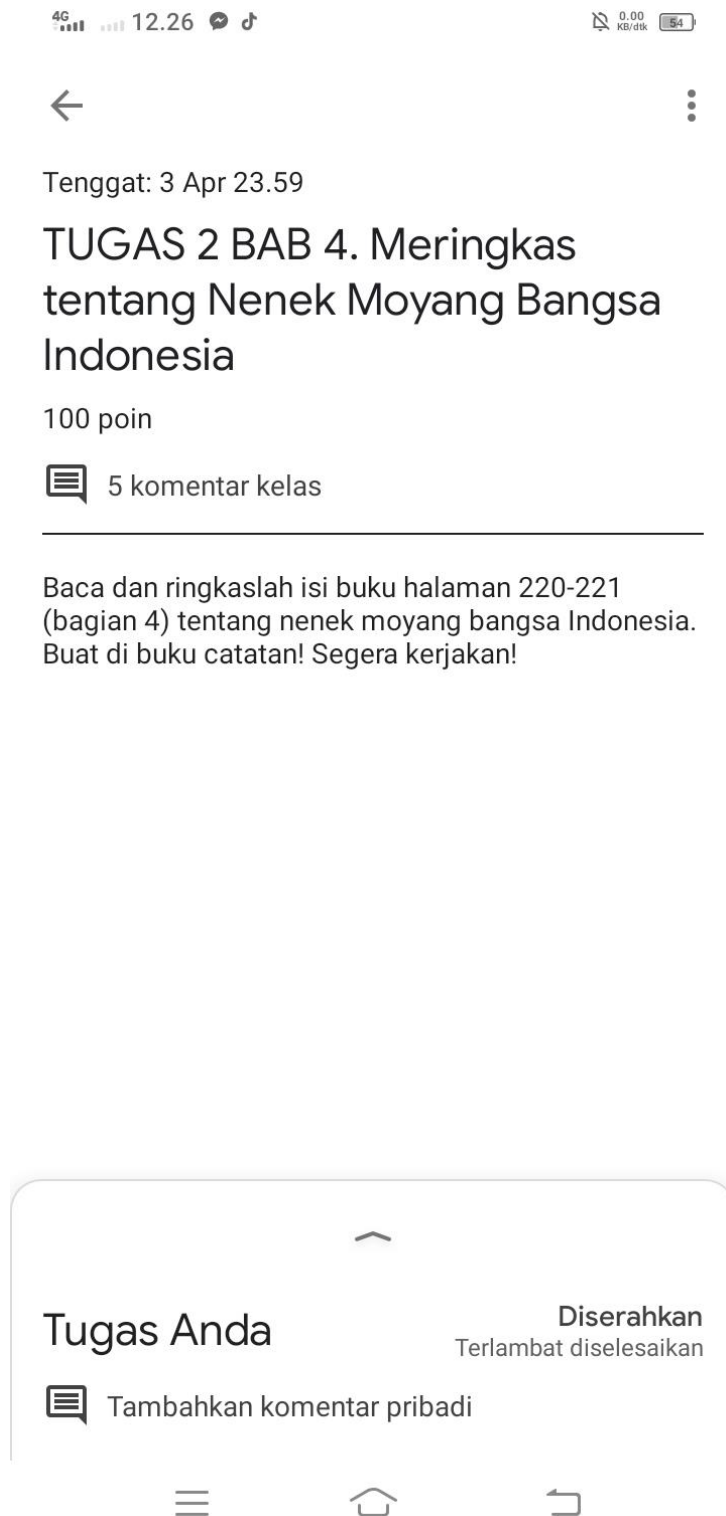 4G 12.26 0.00 KB/dtk 54
Tenggat: 3 Apr 23.59
TUGAS 2 BAB 4. Meringkas
tentang Nenek Moyang Bangsa
Indonesia
100 poin
5 komentar kelas
Baca dan ringkaslah isi buku halaman 220-221
(bagian 4) tentang nenek moyang bangsa Indonesia.
Buat di buku catatan! Segera kerjakan!
Tugas Anda
Diserahkan
Terlambat diselesaikan
Tambahkan komentar pribadi